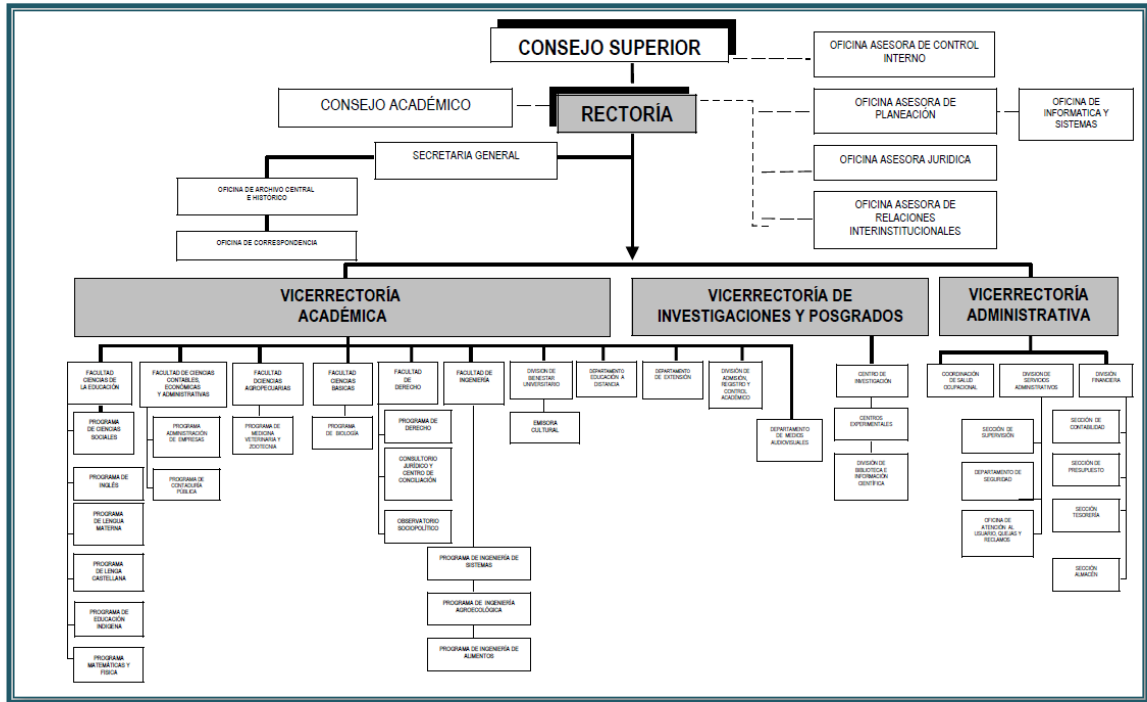 CONSEJO SUPERIOR
OFICINA ASESORA DE CONTROL
INTERNO
CONSEJO ACADÉMICO
RECTORÍA
OFICINA ASESORA DE
PLANEACIÓN
OFICINA DE
INFORMATICA Y
SISTEMAS
SECRETARIA GENERAL
OFICINA ASESORA JURIDICA
OFICINA DE ARCHIVO CENTRAL
E HISTORICO
OFICINA ASESORA DE
RELACIONES
INTERINSTITUCIONALES
OFICINA DE CORRESPONDENCIA
VICERRECTORÍA
ACADÉMICA
VICERRECTORÍA DE
INVESTIGACIONES Y POSGRADOS
VICERRECTORÍA
ADMINISTRATIVA
FACULTAD
CIENCIAS DE
LA EDUCACIÓN
FACULTAD DE CIENCIAS
CONTABLES,
ECONÓMICAS
Y ADMINISTRATIVAS
FACULTAD
DCIENCIAS
AGROPECUARIAS
FACULTAD
CIENCIAS
BASICAS
FACULTAD
DE
DERECHO
FACULTAD DE
INGENIERÍA
DIVISION DE
BIENESTAR
UNIVERSITARIO
DEPARTAMENTO
EDUCACIÓN A
DISTANCIA
DEPARTAMENTO
DE EXTENSIÓN
DIVISIÓN DE
ADMISIÓN,
REGISTRO Y
CONTROL
ACADÉMICO
CENTRO DE
INVESTIGACIÓN
COORDINACIÓN
DE SALUD
OCUPACIONAL
DIVISION DE
SERVICIOS
ADMINISTRATIVOS
DIVISIÓN
FINANCIERA
PROGRAMA
DE CIENCIAS
SOCIALES
PROGRAMA
ADMINISTRACIÓN
DE EMPRESAS
PROGRAMA DE
MEDICINA
VETERINARIA Y
ZOOTECNIA
PROGRAMA
DE BIOLOGÍA
PROGRAMA DE
DERECHO
EMISORA
CULTURAL
DEPARTAMENTO
DE MEDIOS
AUDIOVISUALES
CENTROS
EXPERIMENTALES
SECCIÓN DE
SUPERVISIÓN
SECCIÓN DE
CONTABILIDAD
PROGRAMA DE
INGLÉS
PROGRAMA DE
CONTADURÍA
PÚBLICA
CONSULTORIO
JURÍDICO Y
CENTRO DE
CONCILIACIÓN
DIVISIÓN DE
BIBLIOTECA E
INFORMACIÓN
CIENTÍFICA
DEPARTAMENTO DE
SEGURIDAD
SECCIÓN DE
PRESUPUESTO
PROGRAMA
DE LENGUA
MATERNA
OBSERVATORIO
SOCIOPOLÍTICO
OFICINA DE
ATENCIÓN AL
USUARIO, QUEJAS Y
RECLAMOS
SECCIÓN
TESORERÍA
PROGRAMA
DE LENGA
CASTELLANA
PROGRAMA DE INGENIERÍA DE
SISTEMAS
SECCIÓN
ALMACÉN
PROGRAMA DE
EDUCACIÓN
INDIGENA
PROGRAMA DE INGENIERÍA
AGROECOLÓGICA
PROGRAMA
MATEMÁTICAS Y
FISICA
PROGRAMA DE INGENIERÍA DE
ALIMENTOS